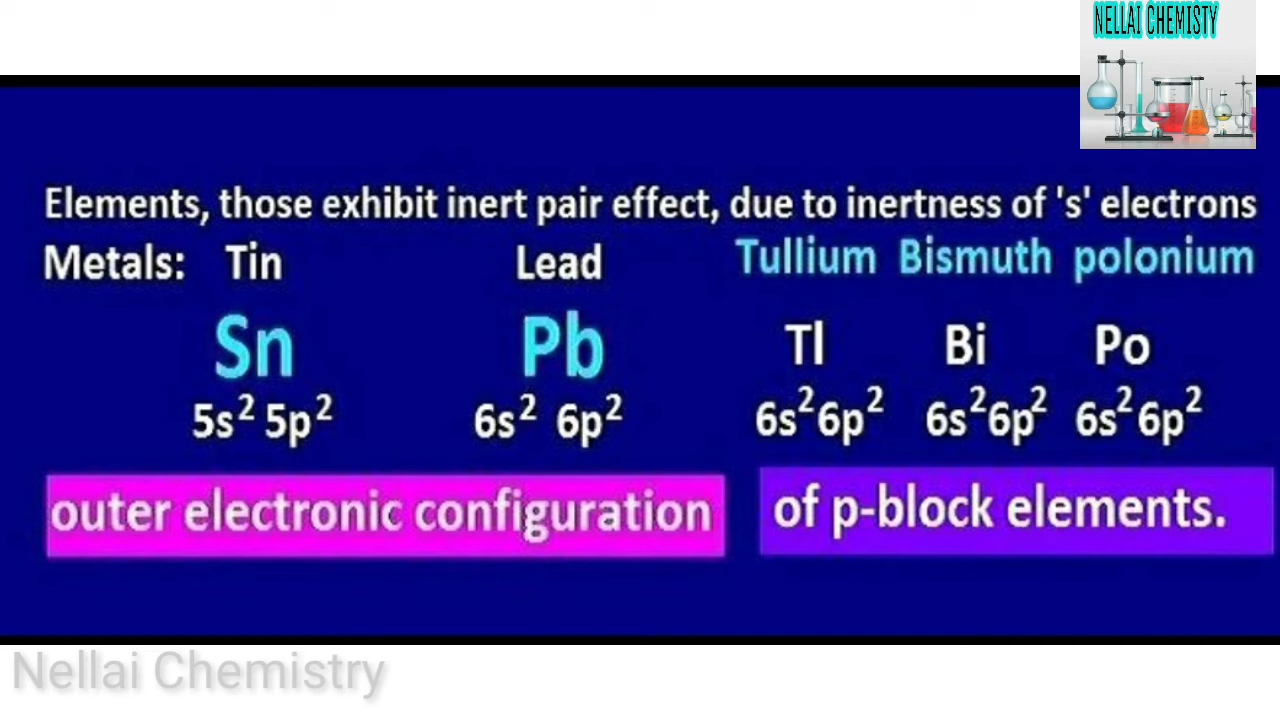 NELLAI CHEMISTY
Elements, those exhibit inert pair effect, due to inertness of 's' electrons
Metals: Tin Lead Tullium Bismuth polonium
Sn Pb Tl Bi Po
5s² 5p² 6s² 6p² 6s²6p² 6s²6p² 6s²6p²
outer electronic configuration of p-block elements.
Nellai Chemistry